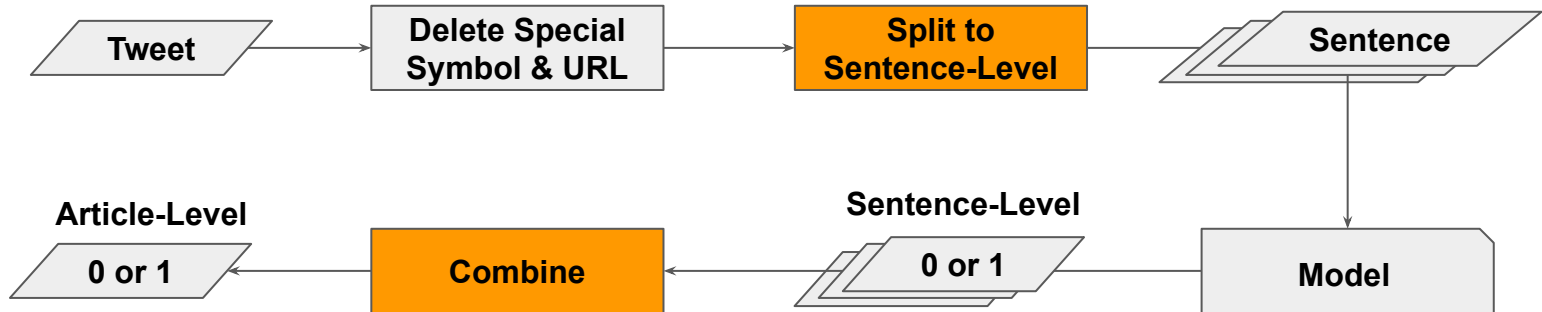 Tweet
Delete Special
Symbol & URL
Split to
Sentence-Level
Sentence
Article-Level
0 or 1
Combine
Sentence-Level
0 or 1
Model